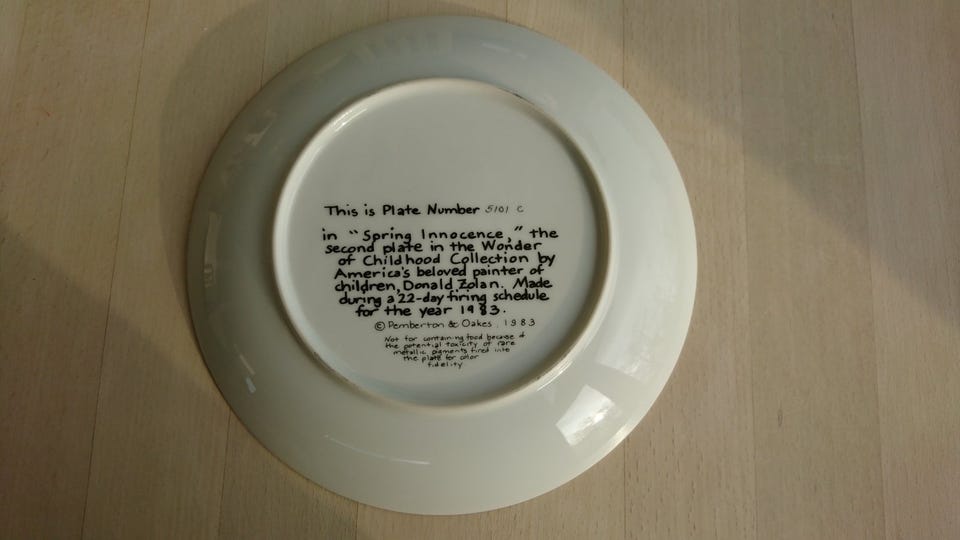 This is Plate Number 5101 C
in "Spring Innocence," the
second plate in the Wonder
of Childhood Collection by
America's beloved painter of
children, Donald Zolan. Made
during a 22-day firing schedule
for the year 1983.
© Pemberton & Oakes, 1983
Not for containing food because of
the potential toxicity of rare
metallic pigments fired into
the plate for color
fidelity